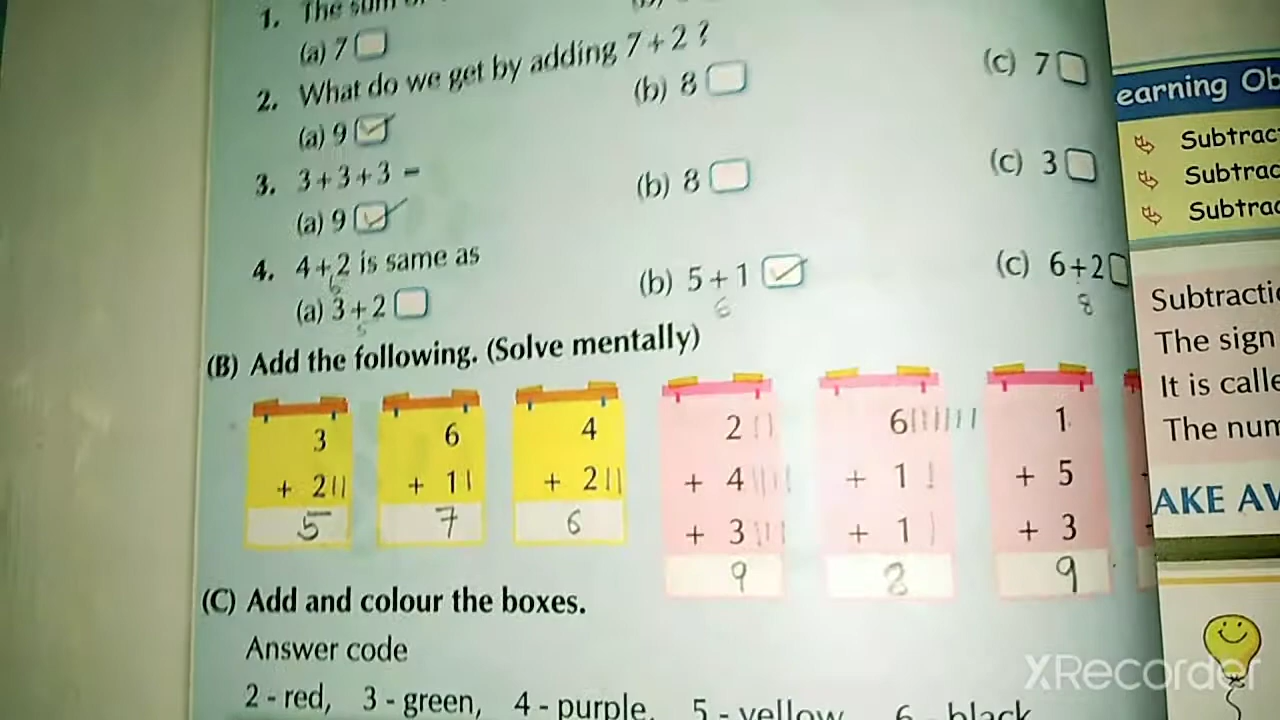 1. The sum
(a) 7
2. What do we get by adding 7 + 2 ?
(a) 9 (b) 8 (c) 7
3. 3 + 3 + 3 =
(a) 9 (b) 8 (c) 3
4. 4 + 2 is same as
6
(a) 3 + 2 (b) 5 + 1 (c) 6 + 2
5 6 8
(B) Add the following. (Solve mentally)
3 6 4 2 6 1
+ 2 + 1 + 2 + 4 + 1 + 5
+ 3 + 1 + 3
5 7 6 9 8 9
(C) Add and colour the boxes.
Answer code
2 - red, 3 - green, 4 - purple, 5 - yellow, 6 - black
earning Ob
Subtrac
Subtrac
Subtrac
Subtracti
The sign
It is calle
The num
AKE AV
XRecorder